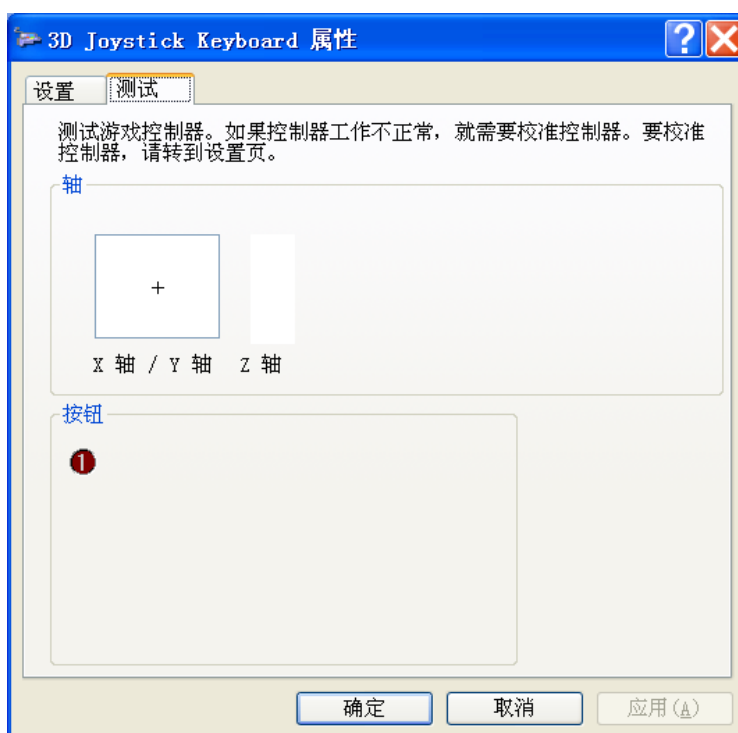 3D Joystick Keyboard 属性
设置 测试
测试游戏控制器。如果控制器工作不正常，就需要校准控制器。要校准
控制器，请转到设置页。
轴
X 轴 / Y 轴 Z 轴
按钮
1
确定 取消 应用(A)